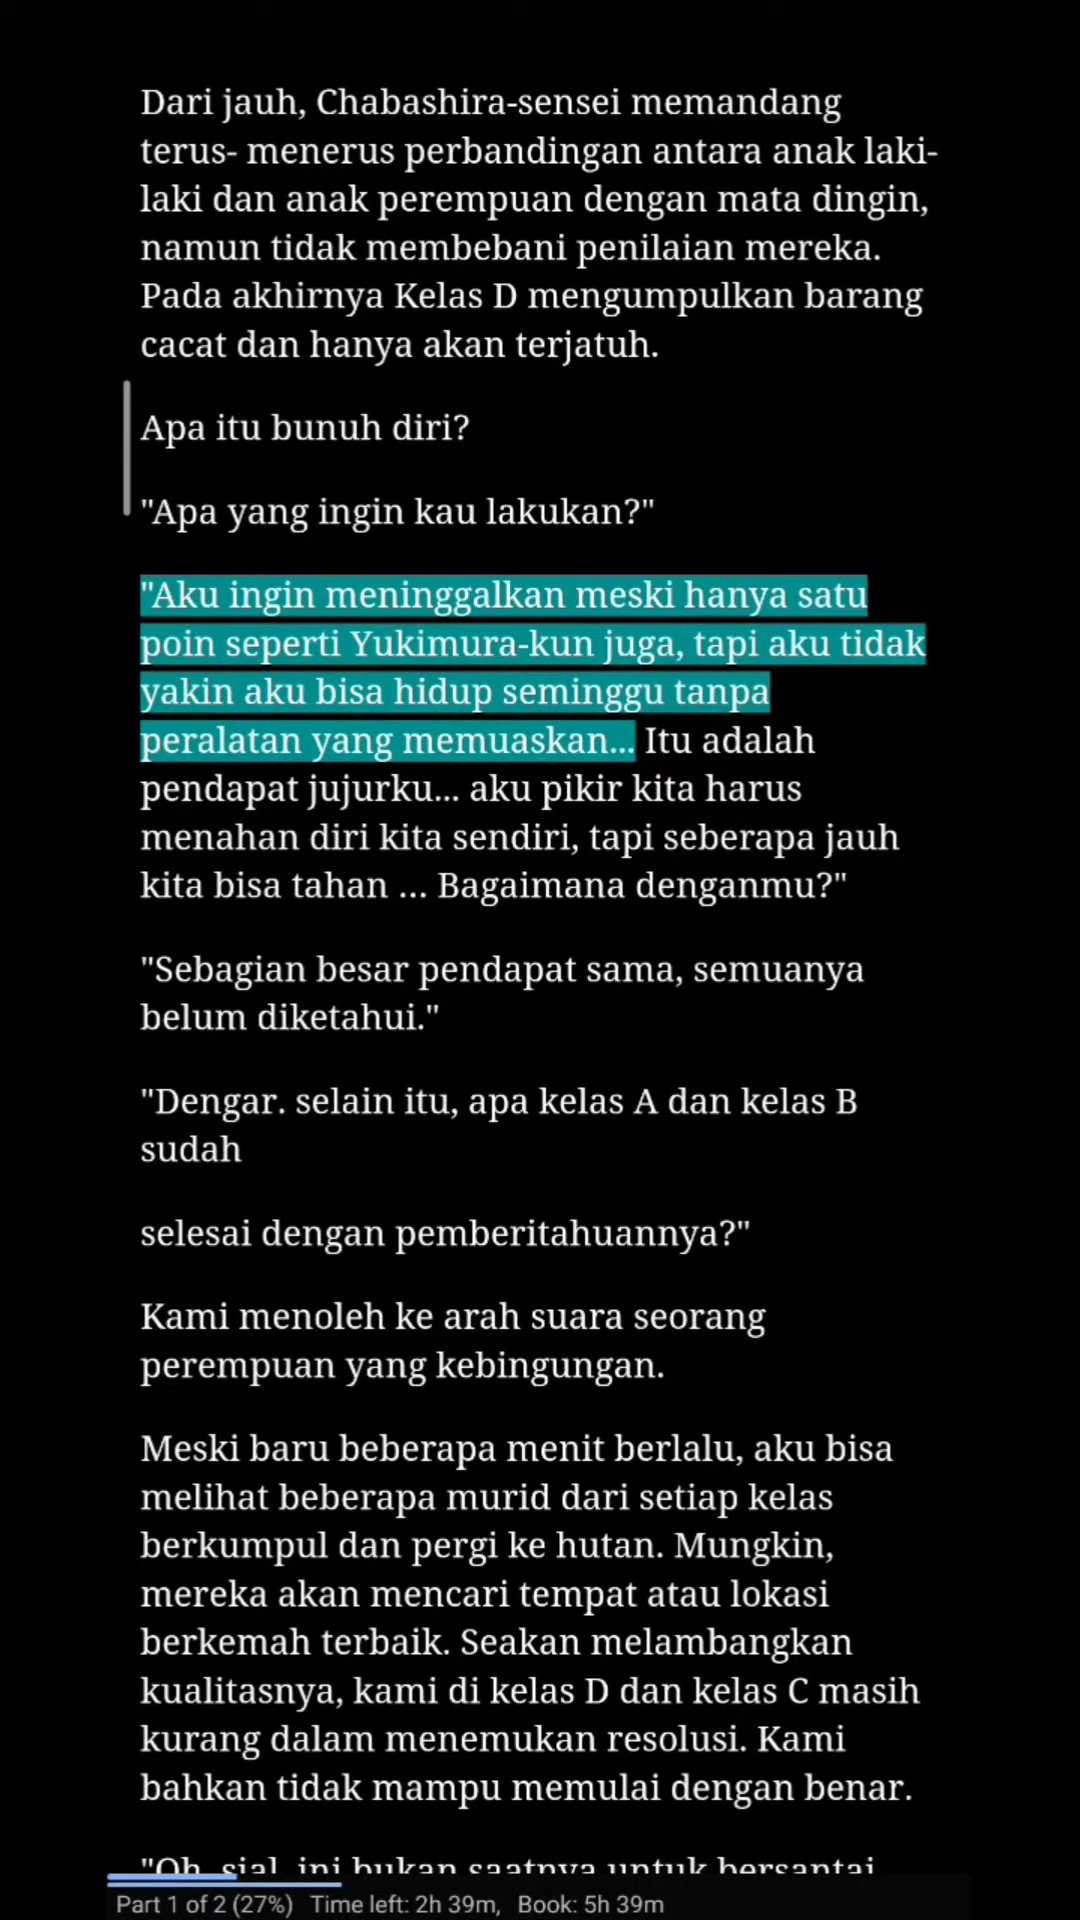 Dari jauh, Chabashira-sensei memandang
terus- menerus perbandingan antara anak laki-
laki dan anak perempuan dengan mata dingin,
namun tidak membebani penilaian mereka.
Pada akhirnya Kelas D mengumpulkan barang
cacat dan hanya akan terjatuh.
Apa itu bunuh diri?
"Apa yang ingin kau lakukan?"
"Aku ingin meninggalkan meski hanya satu
poin seperti Yukimura-kun juga, tapi aku tidak
yakin aku bisa hidup seminggu tanpa
peralatan yang memuaskan... Itu adalah
pendapat jujurku... aku pikir kita harus
menahan diri kita sendiri, tapi seberapa jauh
kita bisa tahan ... Bagaimana denganmu?"
"Sebagian besar pendapat sama, semuanya
belum diketahui."
"Dengar. selain itu, apa kelas A dan kelas B
sudah
selesai dengan pemberitahuannya?"
Kami menoleh ke arah suara seorang
perempuan yang kebingungan.
Meski baru beberapa menit berlalu, aku bisa
melihat beberapa murid dari setiap kelas
berkumpul dan pergi ke hutan. Mungkin,
mereka akan mencari tempat atau lokasi
berkemah terbaik. Seakan melambangkan
kualitasnya, kami di kelas D dan kelas C masih
kurang dalam menemukan resolusi. Kami
bahkan tidak mampu memulai dengan benar.
"Oh, sial, ini bukan saatnya untuk bersantai
Part 1 of 2 (27%) Time left: 2h 39m, Book: 5h 39m